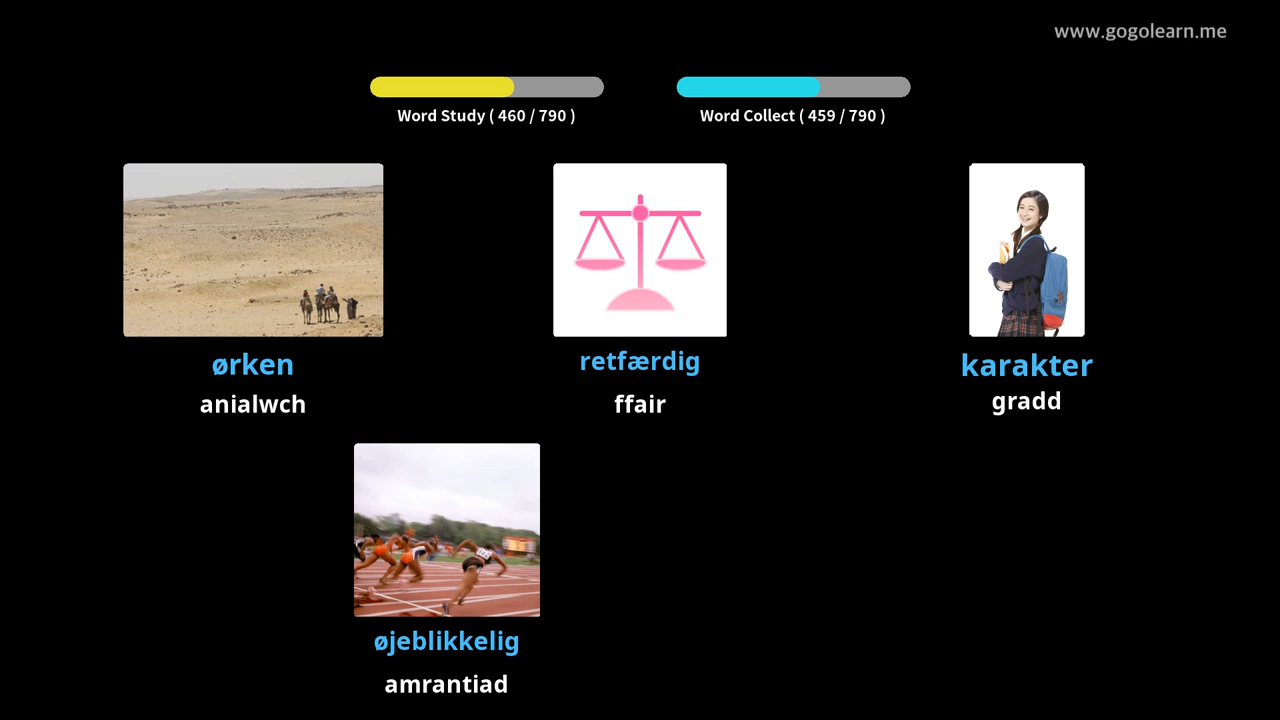 www.gogolearn.me
Word Study ( 460 / 790 )
Word Collect ( 459 / 790 )
ørken
anialwch
retfærdig
ffair
karakter
gradd
øjeblikkelig
amrantiad